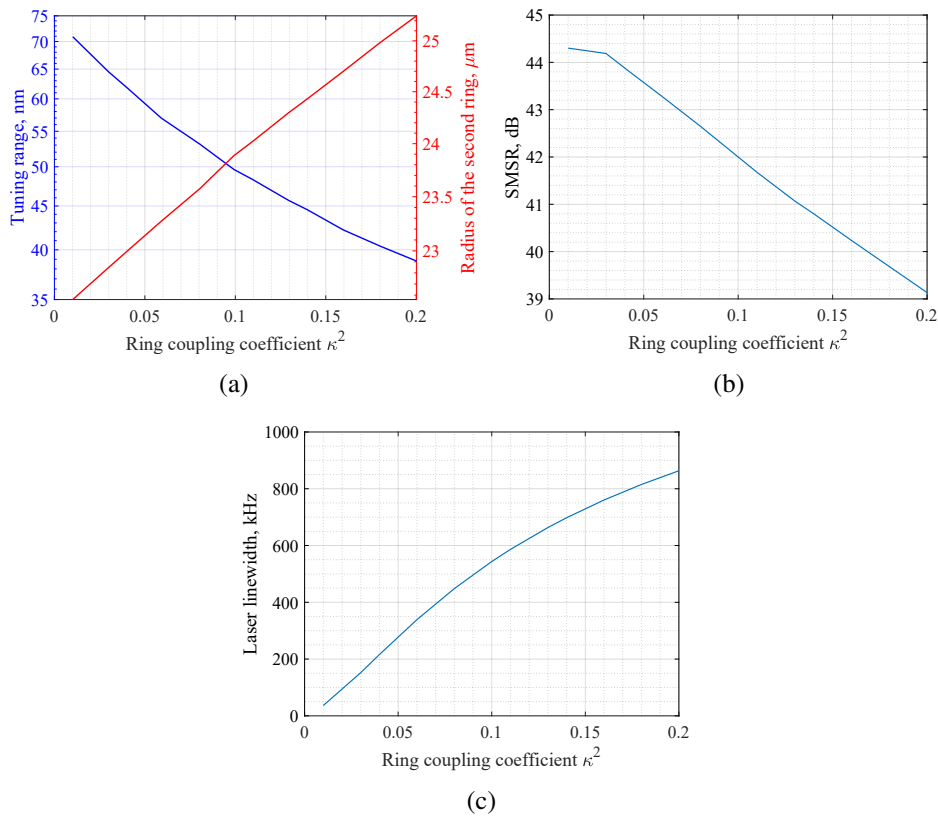 75
70
65
60
55
50
45
40
35
Tuning range, nm
25
24.5
24
23.5
23
Radius of the second ring, μm
0 0.05 0.1 0.15 0.2
Ring coupling coefficient κ²
(a)
45
44
43
42
41
40
39
SMSR, dB
0 0.05 0.1 0.15 0.2
Ring coupling coefficient κ²
(b)
1000
800
600
400
200
0
Laser linewidth, kHz
0 0.05 0.1 0.15 0.2
Ring coupling coefficient κ²
(c)